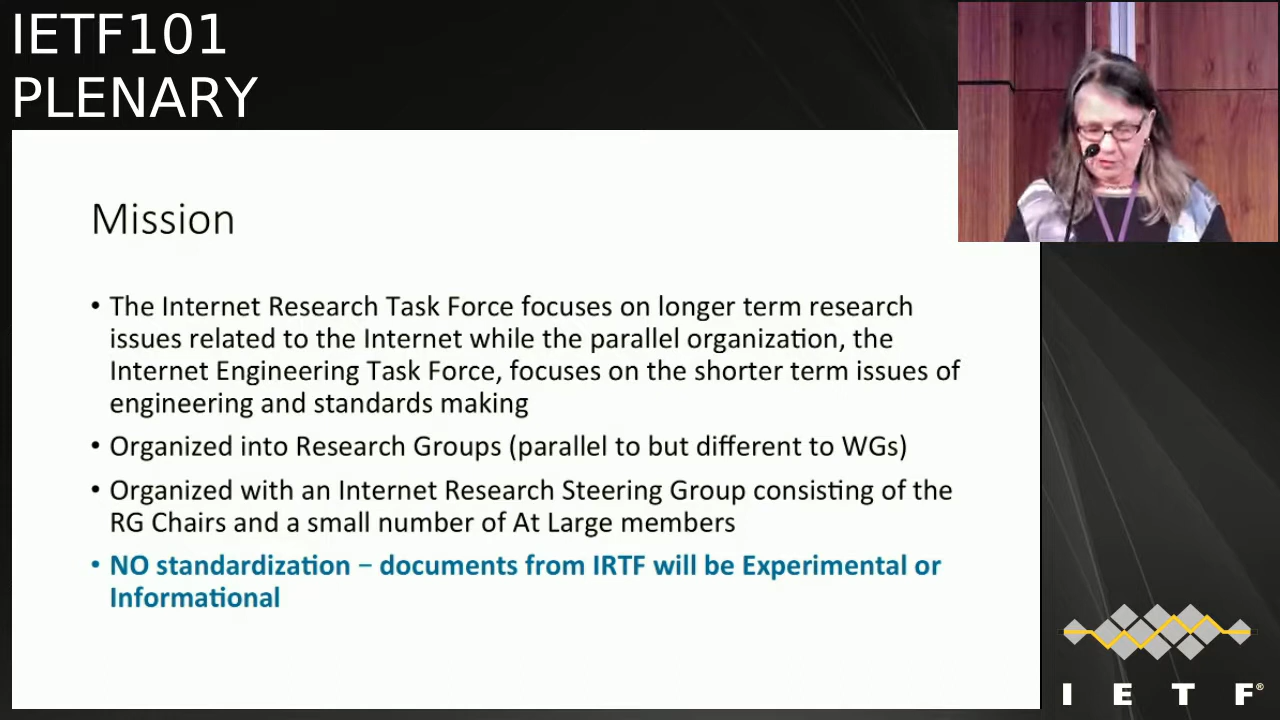 IETF101
PLENARY
Mission
• The Internet Research Task Force focuses on longer term research
issues related to the Internet while the parallel organization, the
Internet Engineering Task Force, focuses on the shorter term issues of
engineering and standards making
• Organized into Research Groups (parallel to but different to WGs)
• Organized with an Internet Research Steering Group consisting of the
RG Chairs and a small number of At Large members
• NO standardization – documents from IRTF will be Experimental or
Informational
I E T F®